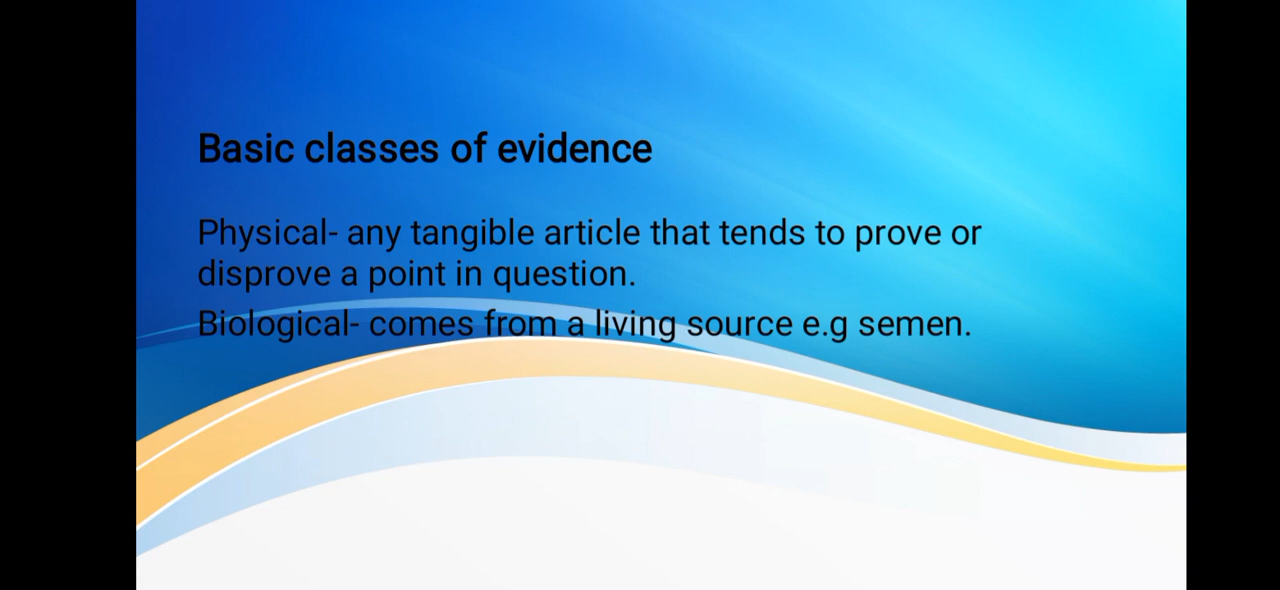 Basic classes of evidence
Physical- any tangible article that tends to prove or
disprove a point in question.
Biological- comes from a living source e.g semen.